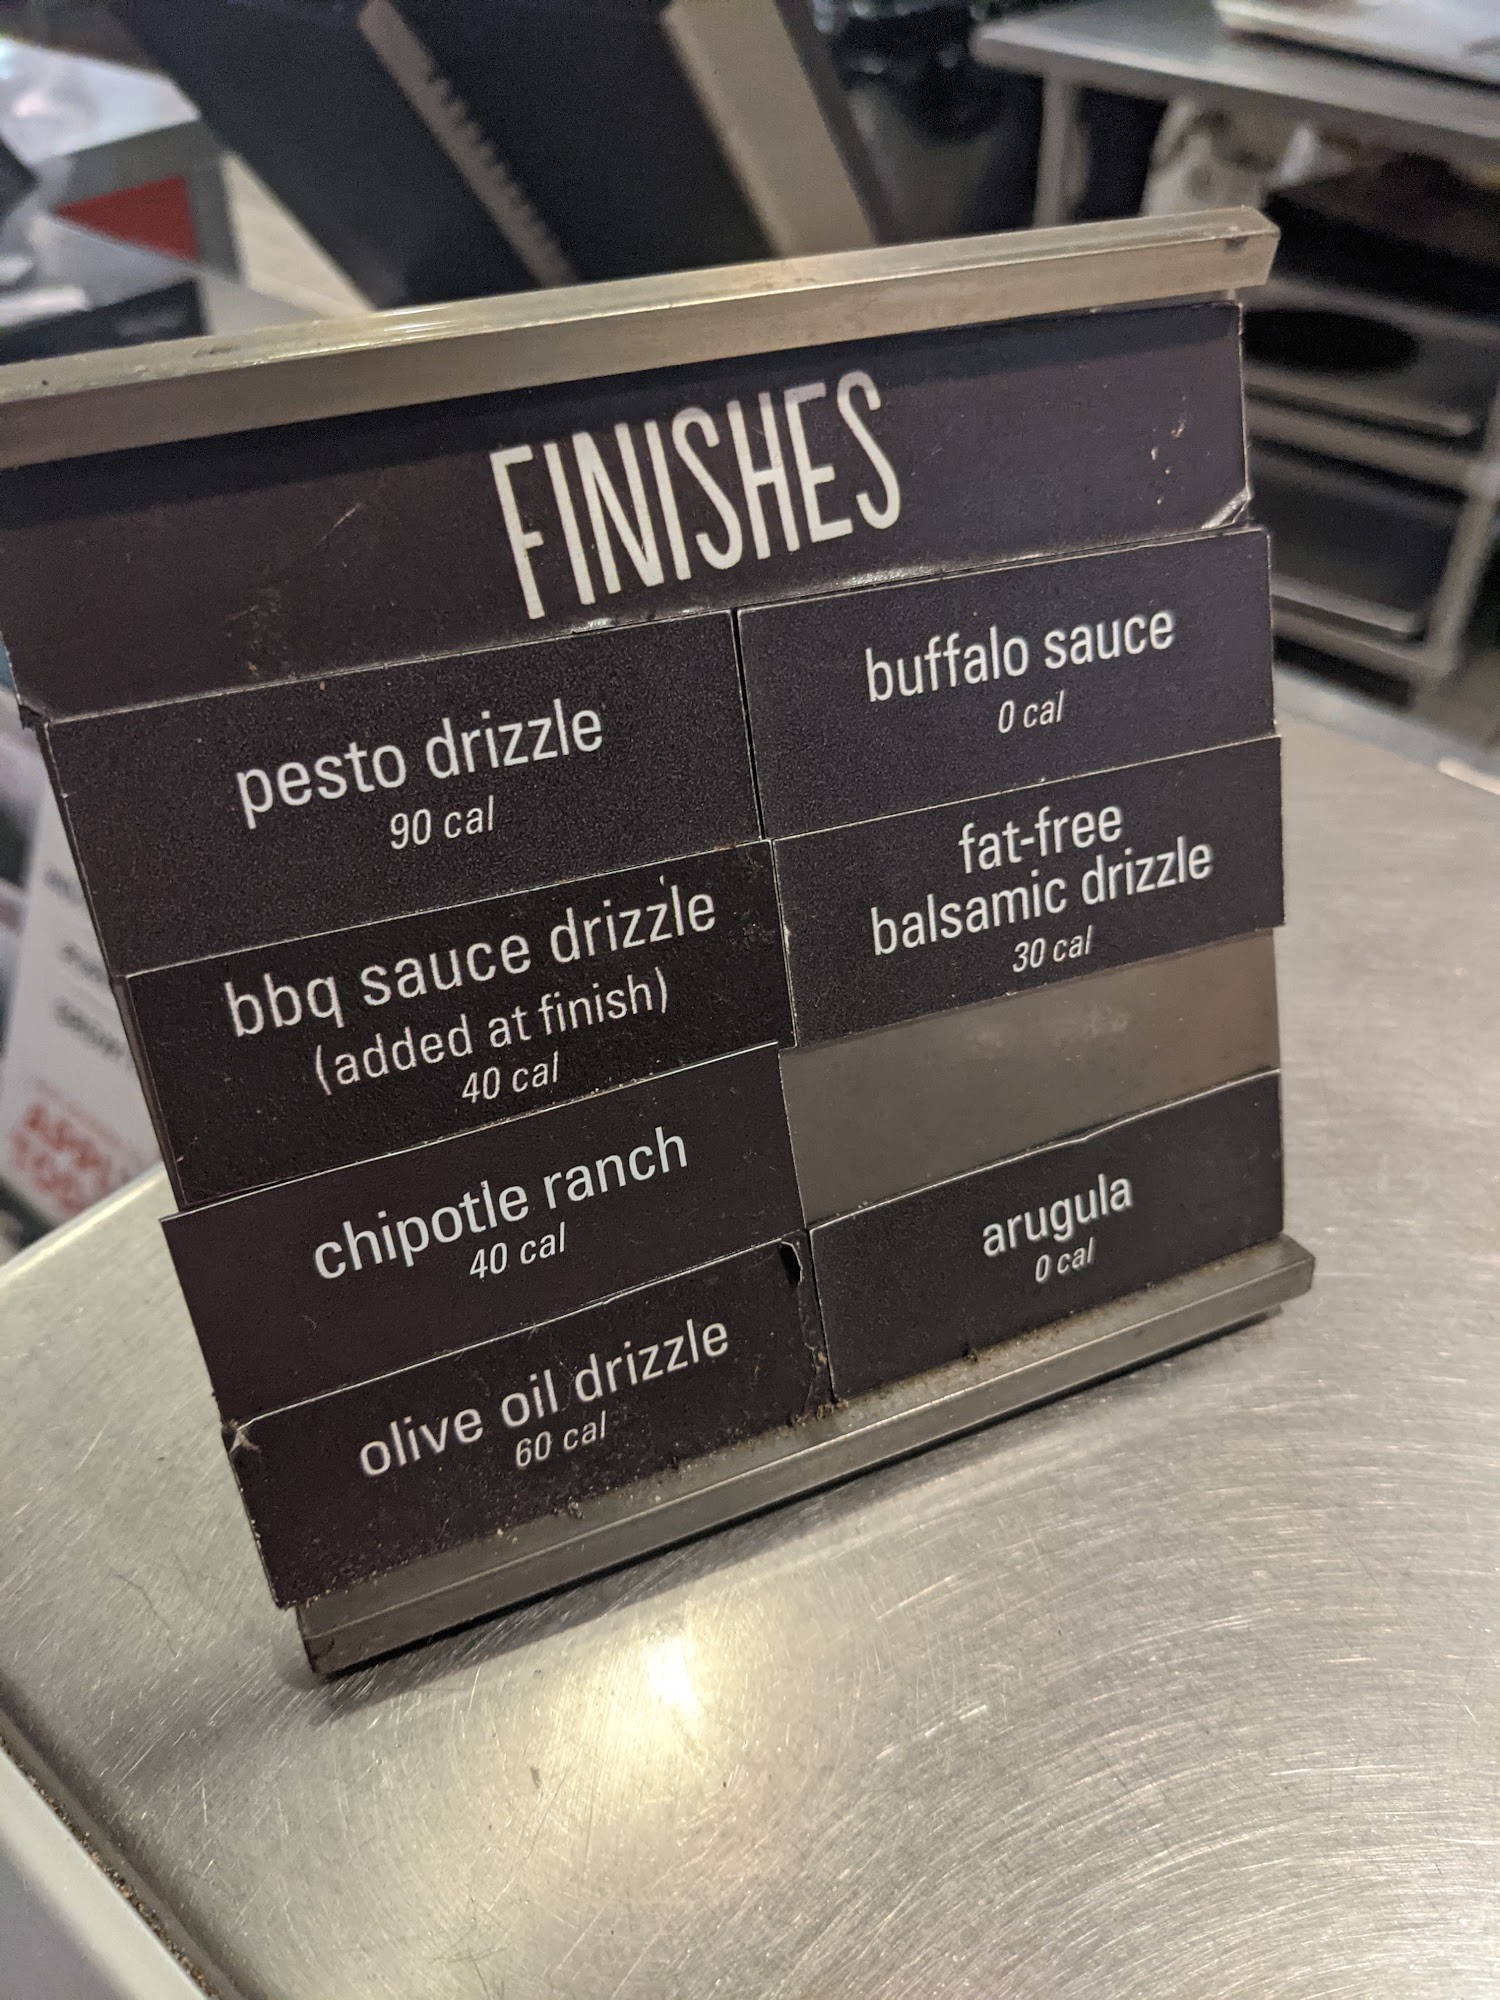 FINISHES
pesto drizzle
90 cal
buffalo sauce
0 cal
bbq sauce drizzle
(added at finish)
40 cal
fat-free
balsamic drizzle
30 cal
chipotle ranch
40 cal
olive oil drizzle
60 cal
arugula
0 cal